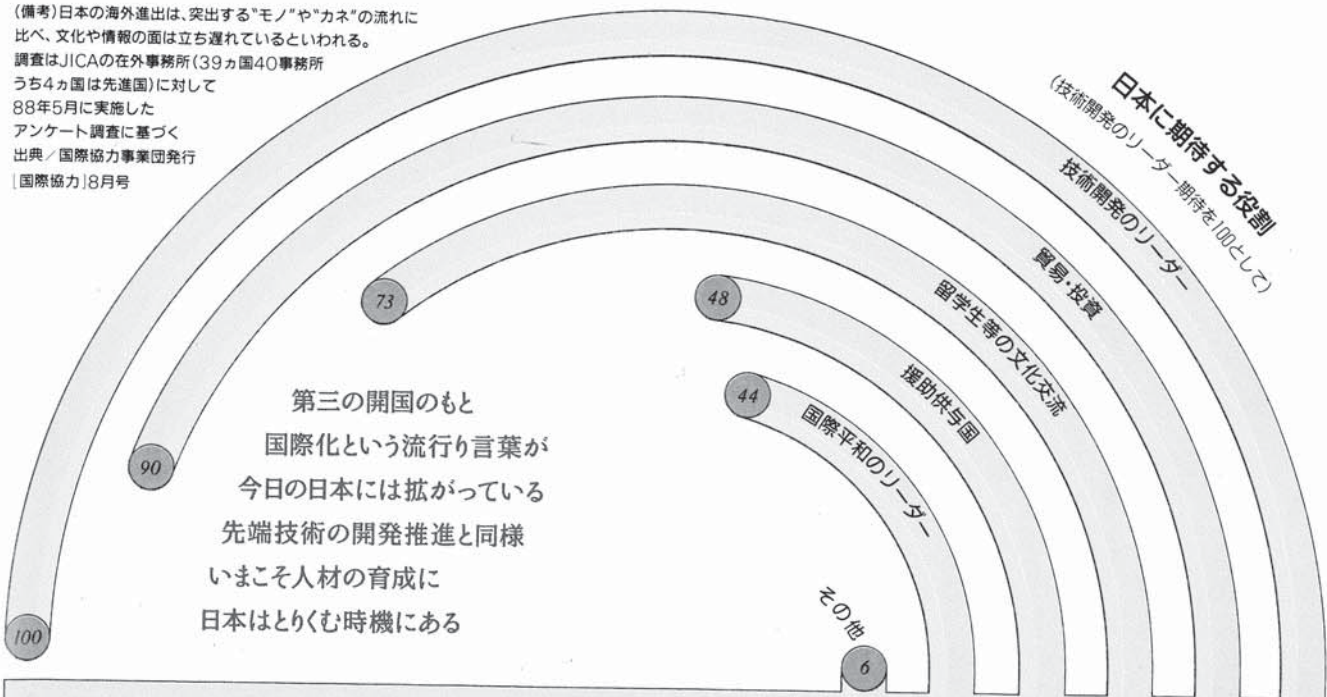 (備考)日本の海外進出は、突出する“モノ”や“カネ”の流れに
比べ、文化や情報の面は立ち遅れているといわれる。
調査はJICAの在外事務所(39ヵ国40事務所
うち4ヵ国は先進国)に対して
88年5月に実施した
アンケート調査に基づく
出典/国際協力事業団発行
[国際協力]8月号
日本に期待する役割
(技術開発のリーダー期待を100として)
技術開発のリーダー
貿易・投資
留学生等の文化交流
援助供与国
国際平和のリーダー
その他
100
90
73
48
44
6
第三の開国のもと
国際化という流行り言葉が
今日の日本には拡がっている
先端技術の開発推進と同様
いまこそ人材の育成に
日本はとりくむ時機にある